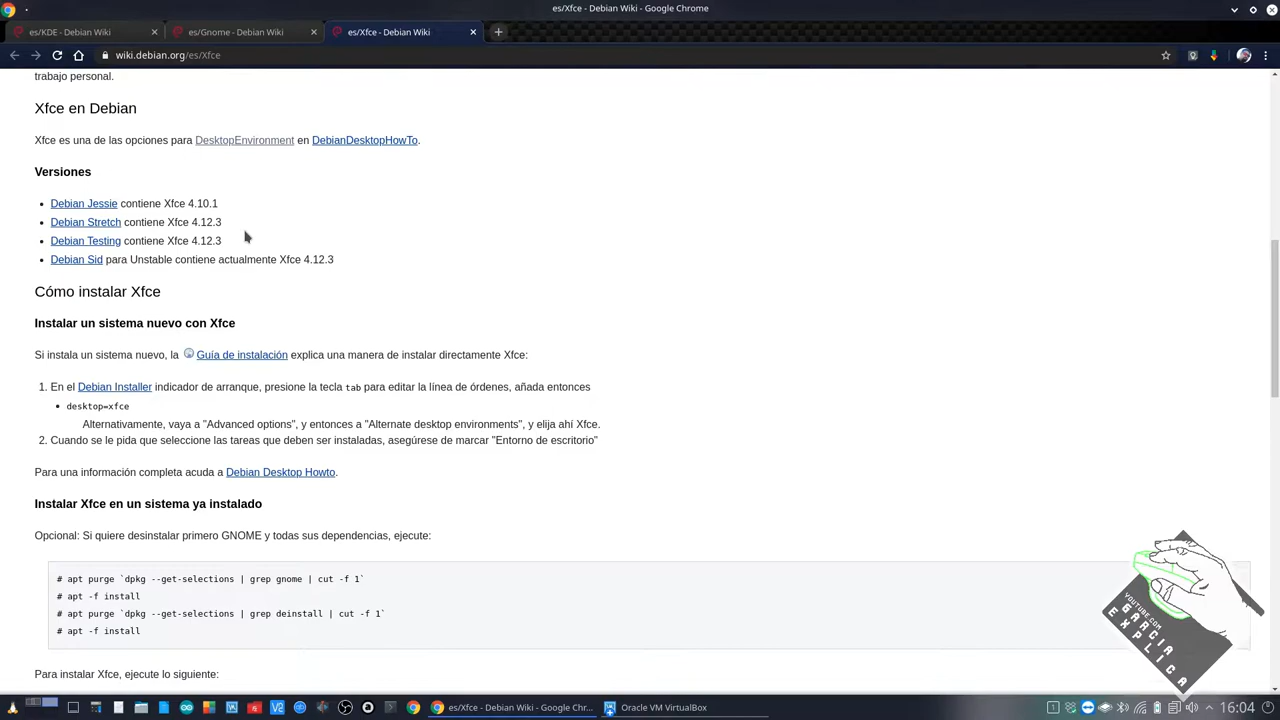 es/Xfce - Debian Wiki - Google Chrome
es/KDE - Debian Wiki
es/Gnome - Debian Wiki
es/Xfce - Debian Wiki
wiki.debian.org/es/Xfce
trabajo personal.
Xfce en Debian
Xfce es una de las opciones para DesktopEnvironment en DebianDesktopHowTo.
Versiones
• Debian Jessie contiene Xfce 4.10.1
• Debian Stretch contiene Xfce 4.12.3
• Debian Testing contiene Xfce 4.12.3
• Debian Sid para Unstable contiene actualmente Xfce 4.12.3
Cómo instalar Xfce
Instalar un sistema nuevo con Xfce
Si instala un sistema nuevo, la Guía de instalación explica una manera de instalar directamente Xfce:
1. En el Debian Installer indicador de arranque, presione la tecla tab para editar la línea de órdenes, añada entonces
• desktop=xfce
Alternativamente, vaya a "Advanced options", y entonces a "Alternate desktop environments", y elija ahí Xfce.
2. Cuando se le pida que seleccione las tareas que deben ser instaladas, asegúrese de marcar "Entorno de escritorio"
Para una información completa acuda a Debian Desktop Howto.
Instalar Xfce en un sistema ya instalado
Opcional: Si quiere desinstalar primero GNOME y todas sus dependencias, ejecute:
# apt purge `dpkg --get-selections | grep gnome | cut -f 1`
# apt -f install
# apt purge `dpkg --get-selections | grep deinstall | cut -f 1`
# apt -f install
Para instalar Xfce, ejecute lo siguiente:
YOUTUBE.COM
GARCIA
EXPLICA
es/Xfce - Debian Wiki - Google Chr...
Oracle VM VirtualBox
1
16:04